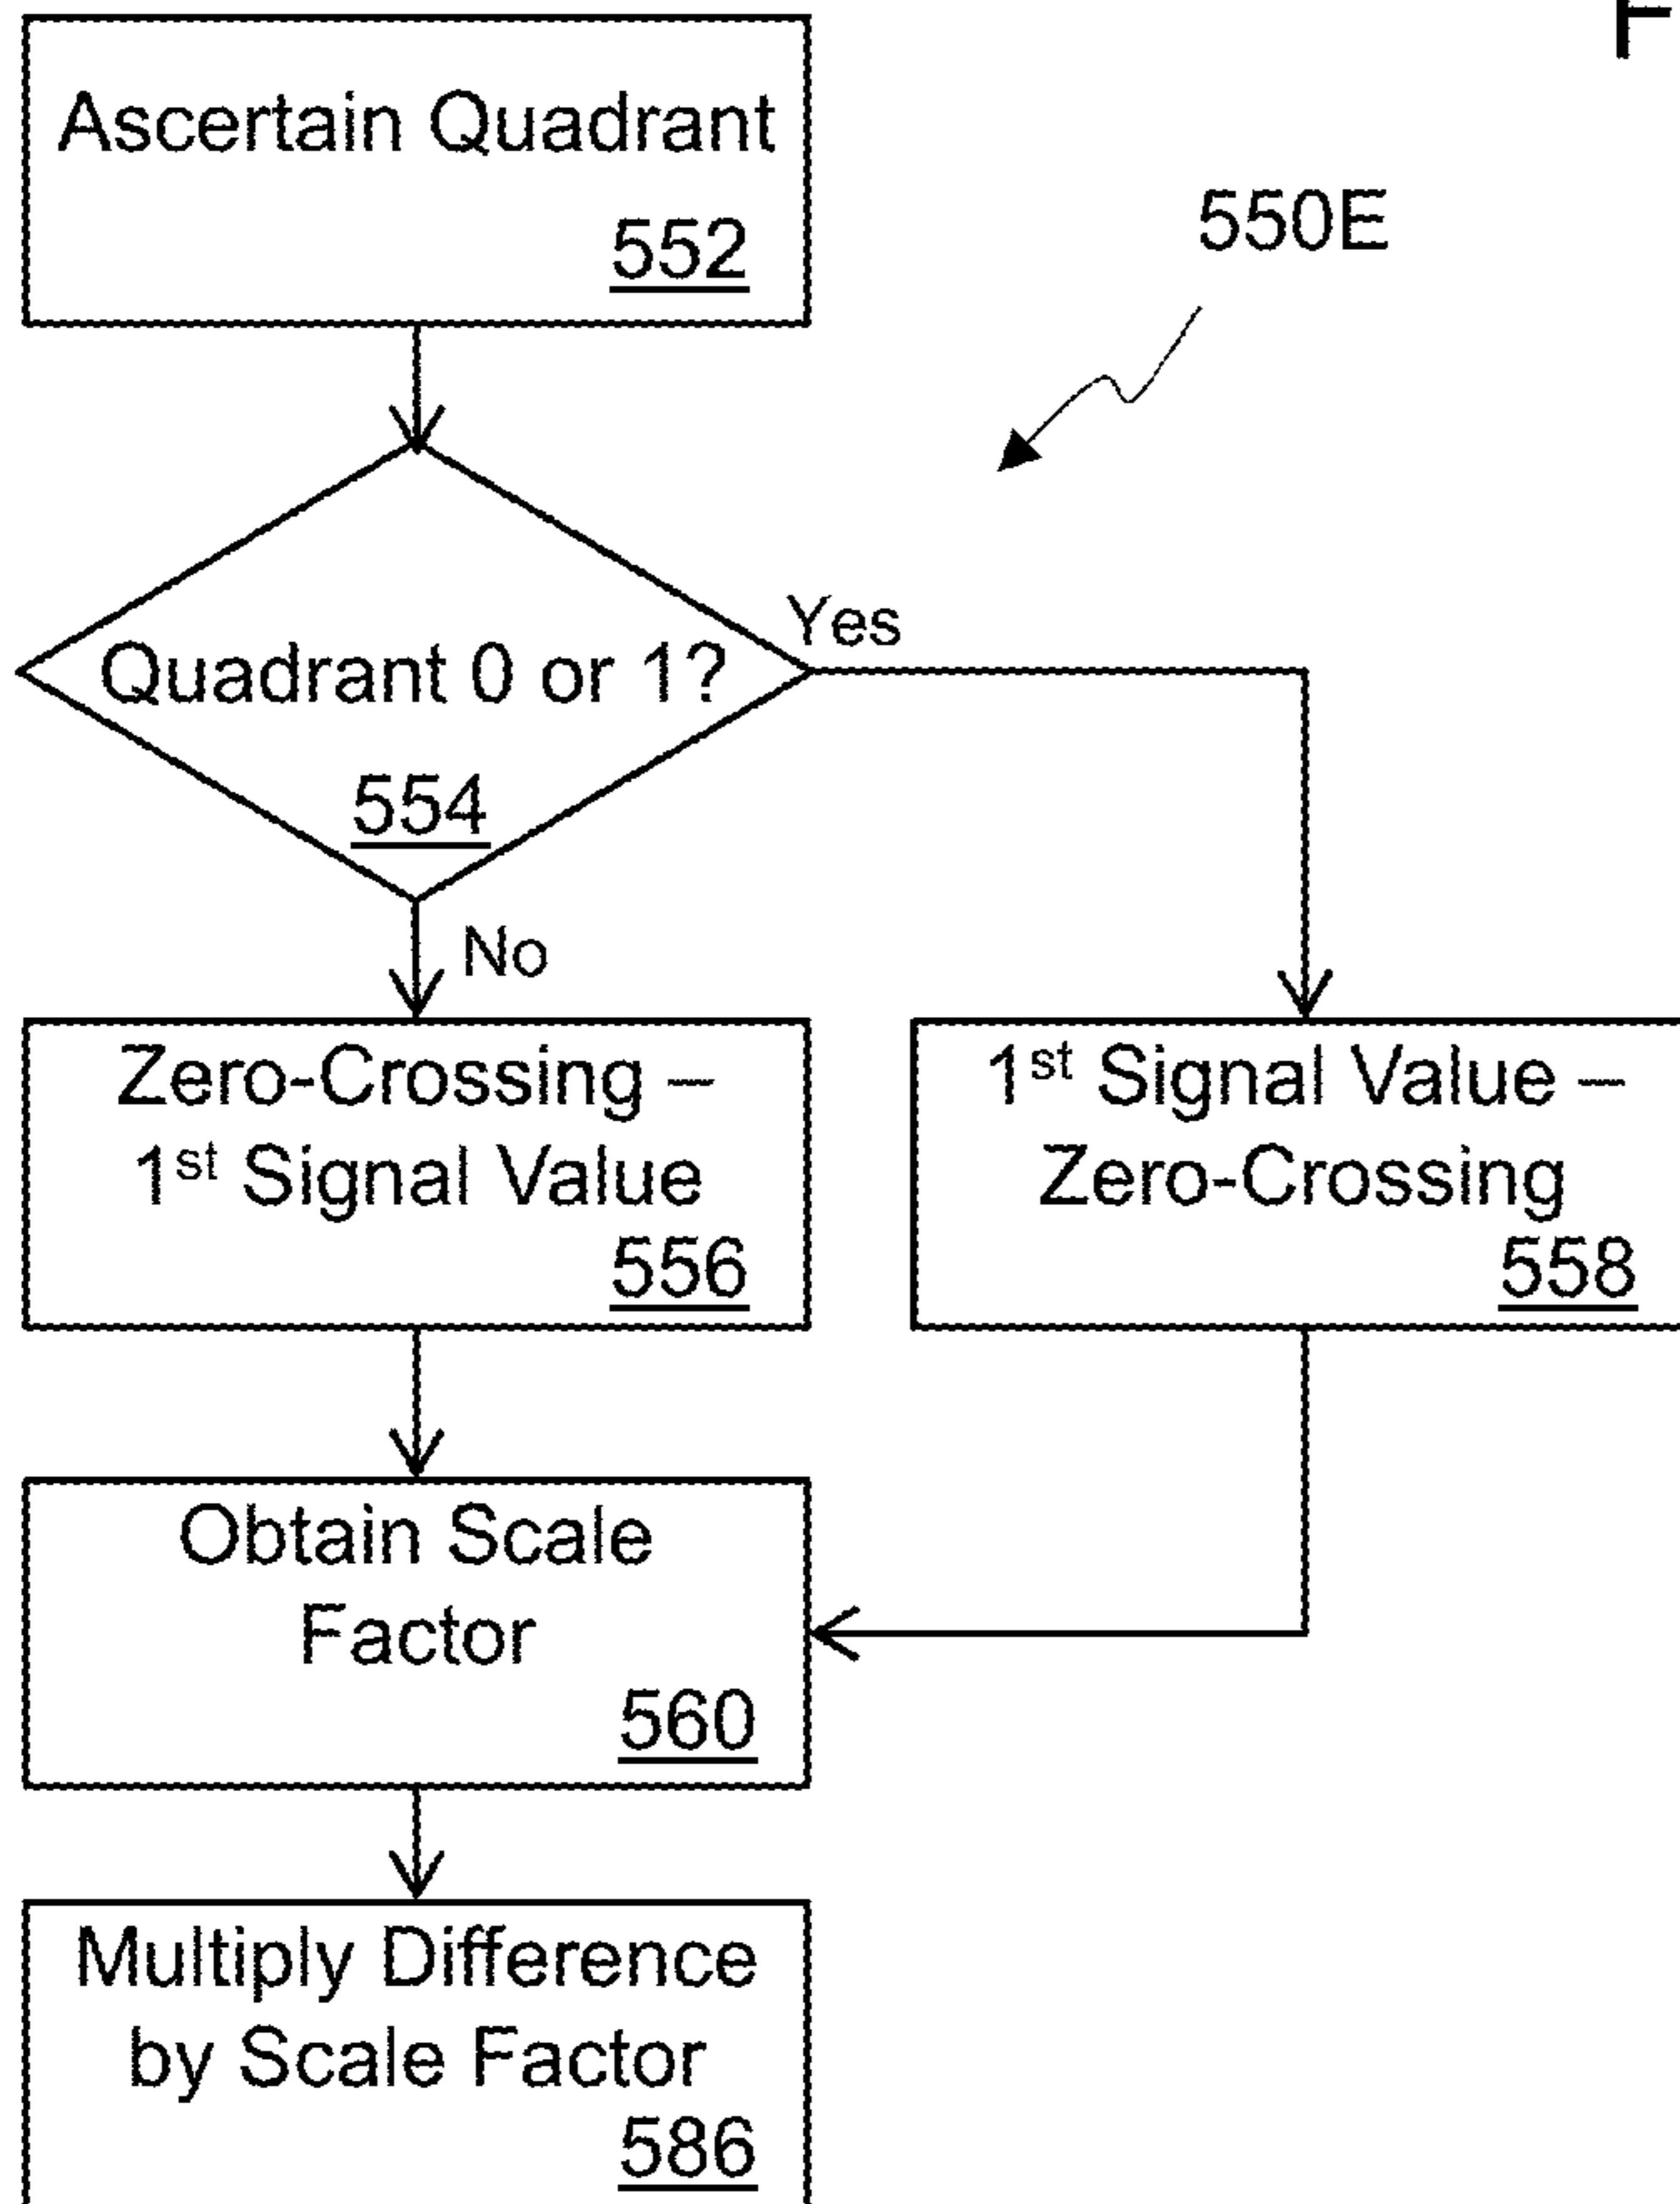 Ascertain Quadrant
552
550E
Yes
Quadrant 0 or 1?
554
No
Zero-Crossing –
1st Signal Value
556
1st Signal Value –
Zero-Crossing
558
Obtain Scale
Factor
560
Multiply Difference
by Scale Factor
586